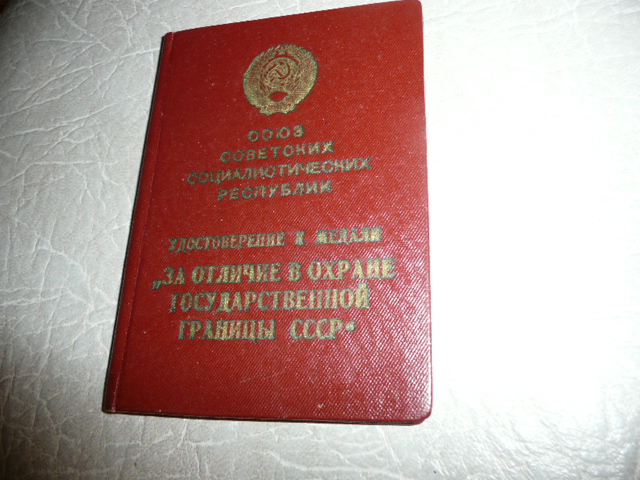 СОЮЗ
СОВЕТСКИХ
СОЦИАЛИСТИЧЕСКИХ
РЕСПУБЛИК
УДОСТОВЕРЕНИЕ К МЕДАЛИ
„ЗА ОТЛИЧИЕ В ОХРАНЕ
ГОСУДАРСТВЕННОЙ
ГРАНИЦЫ СССР“